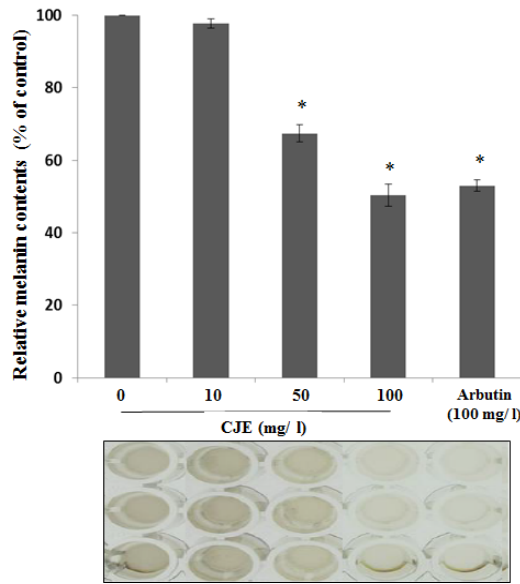 Relative melanin contents (% of control)
100
80
60
40
20
0
*
*
*
0 10 50 100 Arbutin
(100 mg/ l)
CJE (mg/ l)